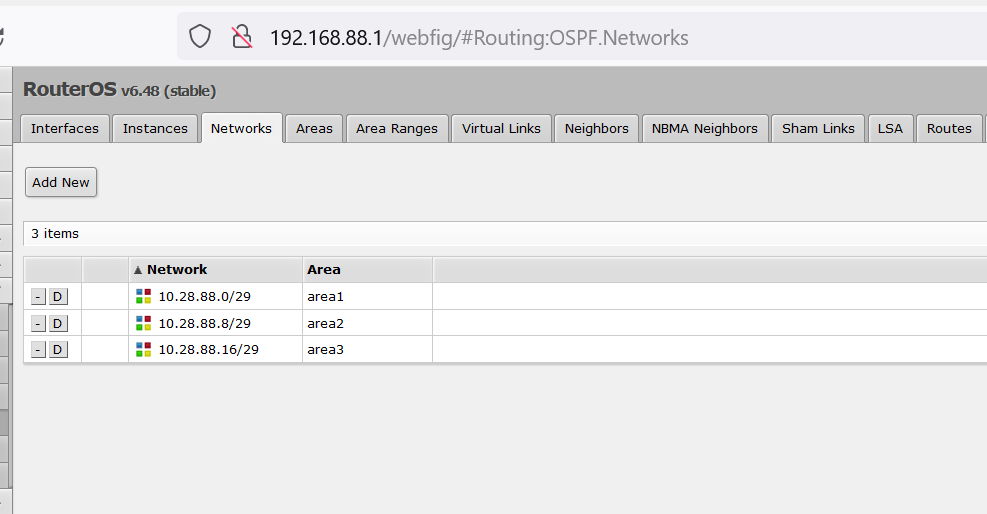 192.168.88.1/webfig/#Routing:OSPF.Networks
RouterOS v6.48 (stable)
Interfaces Instances Networks Areas Area Ranges Virtual Links Neighbors NBMA Neighbors Sham Links LSA Routes
Add New
3 items
Network Area
- D 10.28.88.0/29 area1
- D 10.28.88.8/29 area2
- D 10.28.88.16/29 area3